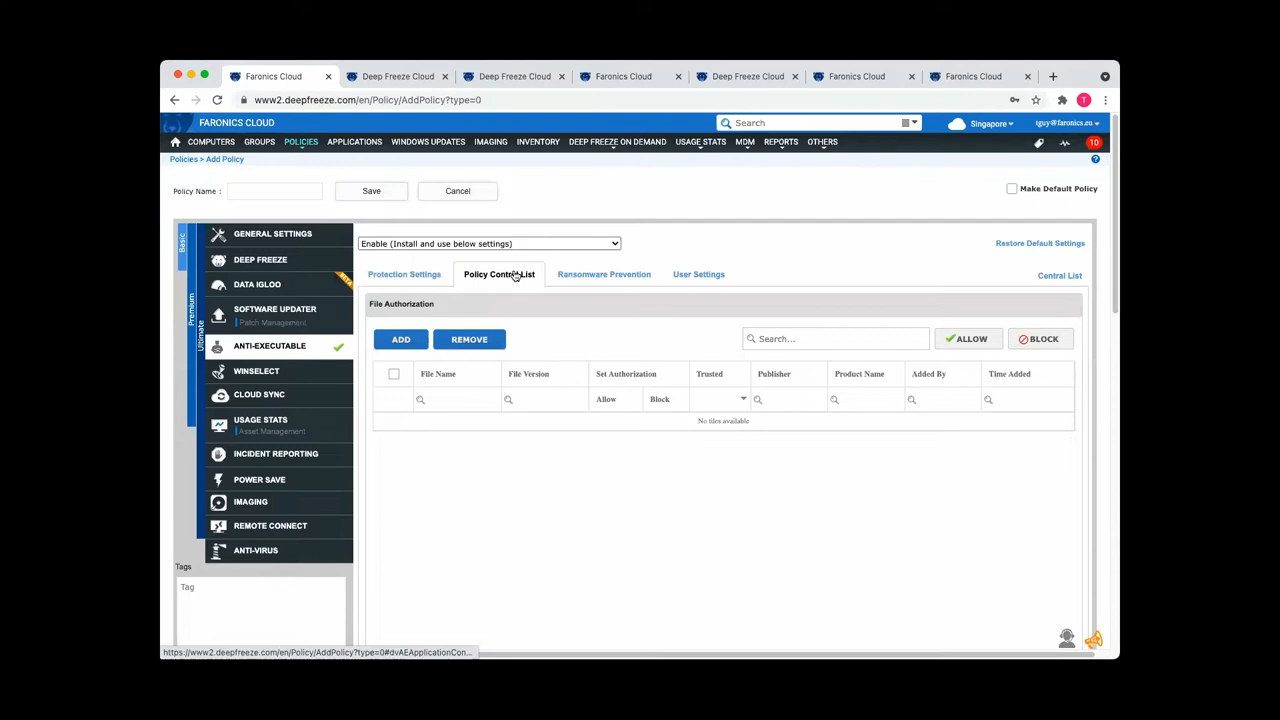 Faronics Cloud
Deep Freeze Cloud
Deep Freeze Cloud
Faronics Cloud
Deep Freeze Cloud
Faronics Cloud
Faronics Cloud
www2.deepfreeze.com/en/Policy/AddPolicy?type=0
T
FARONICS CLOUD
Search
Singapore
tguy@faronics.eu
COMPUTERS GROUPS POLICIES APPLICATIONS WINDOWS UPDATES IMAGING INVENTORY DEEP FREEZE ON DEMAND USAGE STATS MDM REPORTS OTHERS
10
Policies > Add Policy
Policy Name :
Save
Cancel
Make Default Policy
Basic
Premium
Ultimate
GENERAL SETTINGS
DEEP FREEZE
DATA IGLOO
SOFTWARE UPDATER
Patch Management
ANTI-EXECUTABLE
WINSELECT
CLOUD SYNC
USAGE STATS
Asset Management
INCIDENT REPORTING
POWER SAVE
IMAGING
REMOTE CONNECT
ANTI-VIRUS
Tags
Tag
Enable (Install and use below settings)
Restore Default Settings
Protection Settings
Policy Control List
Ransomware Prevention
User Settings
Central List
File Authorization
ADD
REMOVE
Search...
ALLOW
BLOCK
File Name
File Version
Set Authorization
Trusted
Publisher
Product Name
Added By
Time Added
Allow
Block
No files available
https://www2.deepfreeze.com/en/Policy/AddPolicy?type=0#dvAEApplicationCon...